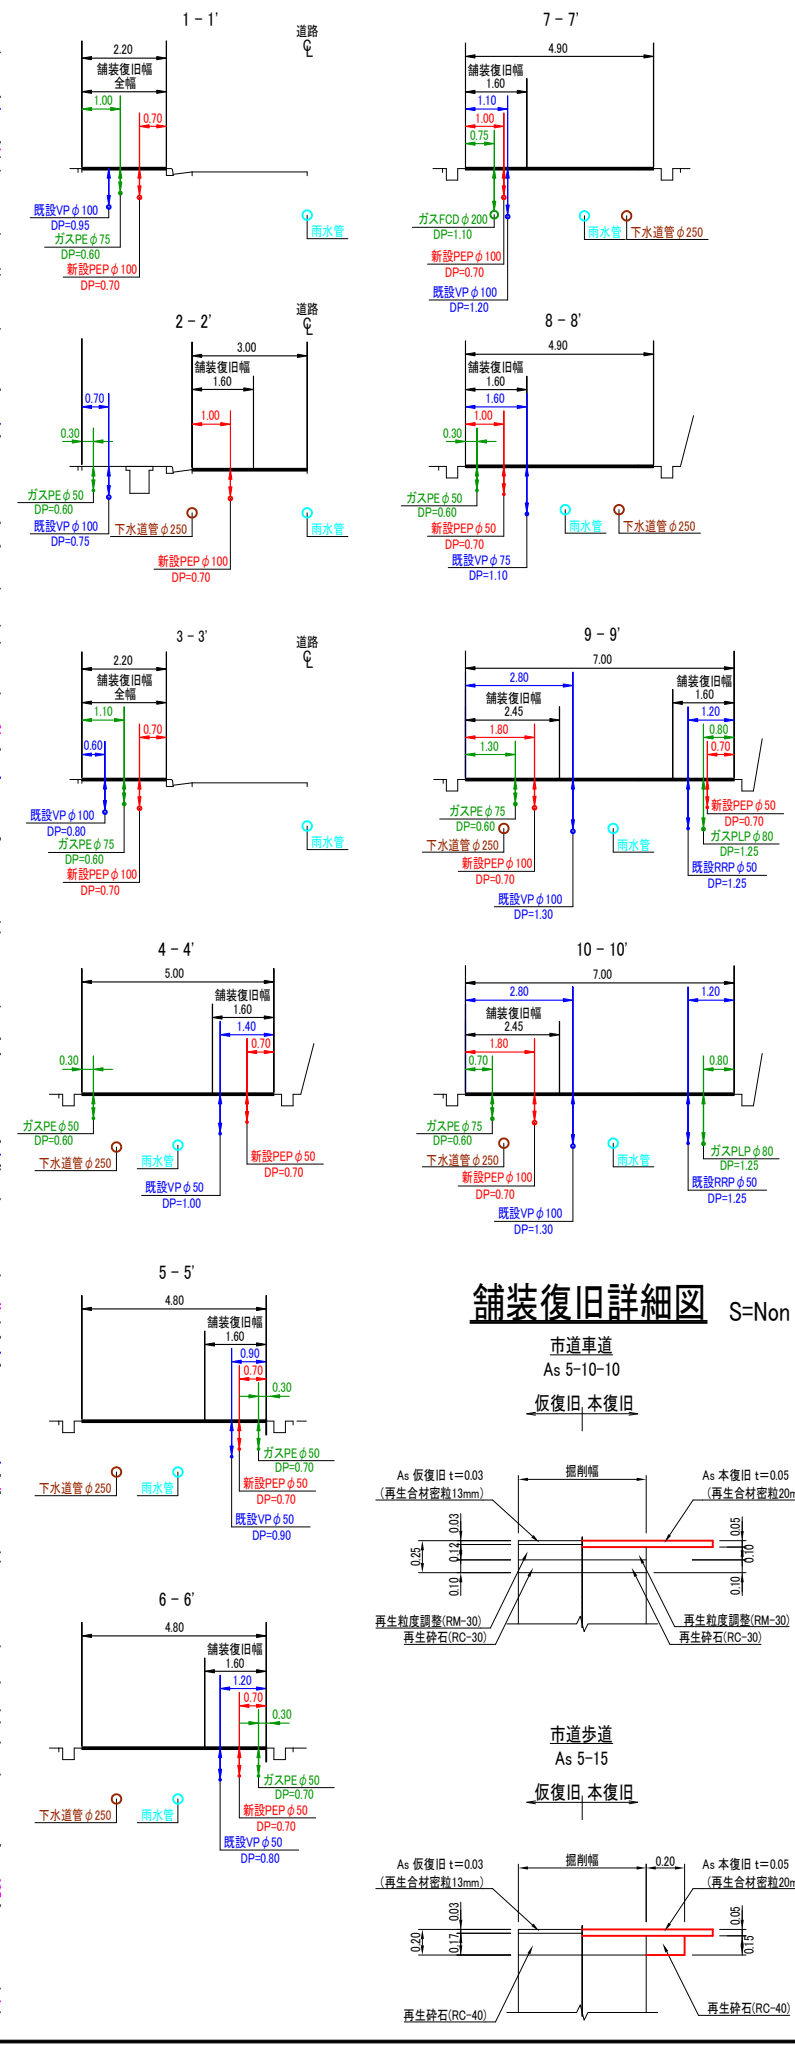 1 - 1'
道路
℄
2.20
舗装復旧幅
全幅
1.00
0.70
既設VPφ100
DP=0.95
ガスPEφ75
DP=0.60
新設PEPφ100
DP=0.70
雨水管
2 - 2'
道路
℄
3.00
舗装復旧幅
1.60
0.70
1.00
0.30
ガスPEφ50
DP=0.60
既設VPφ100
DP=0.75
下水道管φ250
雨水管
新設PEPφ100
DP=0.70
3 - 3'
道路
℄
2.20
舗装復旧幅
全幅
1.10
0.70
0.60
既設VPφ100
DP=0.80
ガスPEφ75
DP=0.60
新設PEPφ100
DP=0.70
雨水管
4 - 4'
5.00
舗装復旧幅
1.60
1.40
0.70
0.30
ガスPEφ50
DP=0.60
下水道管φ250
雨水管
新設PEPφ50
DP=0.70
既設VPφ50
DP=1.00
5 - 5'
4.80
舗装復旧幅
1.60
0.90
0.70
0.30
ガスPEφ50
DP=0.70
下水道管φ250
雨水管
新設PEPφ50
DP=0.70
既設VPφ50
DP=0.90
6 - 6'
4.80
舗装復旧幅
1.60
1.20
0.70
0.30
ガスPEφ50
DP=0.70
下水道管φ250
雨水管
新設PEPφ50
DP=0.70
既設VPφ50
DP=0.80
7 - 7'
4.90
舗装復旧幅
1.60
1.10
1.00
0.75
ガスFCDφ200
DP=1.10
雨水管
下水道管φ250
新設PEPφ100
DP=0.70
既設VPφ100
DP=1.20
8 - 8'
4.90
舗装復旧幅
1.60
1.60
1.00
0.30
ガスPEφ50
DP=0.60
新設PEPφ50
DP=0.70
雨水管
下水道管φ250
既設VPφ75
DP=1.10
9 - 9'
7.00
2.80
舗装復旧幅
舗装復旧幅
2.45
1.60
1.20
1.80
0.80
1.30
0.70
ガスPEφ75
DP=0.60
新設PEPφ50
DP=0.70
下水道管φ250
雨水管
ガスPLPφ80
DP=1.25
新設PEPφ100
DP=0.70
既設RRPφ50
DP=1.25
既設VPφ100
DP=1.30
10 - 10'
7.00
2.80
1.20
舗装復旧幅
2.45
1.80
0.70
0.80
ガスPEφ75
DP=0.60
下水道管φ250
雨水管
ガスPLPφ80
DP=1.25
新設PEPφ100
DP=0.70
既設RRPφ50
DP=1.25
既設VPφ100
DP=1.30
舗装復旧詳細図 S=Non
市道車道
As 5-10-10
仮復旧 本復旧
As 仮復旧 t=0.03
(再生合材密粒13mm)
掘削幅
As 本復旧 t=0.05
(再生合材密粒20m
0.03
0.25
0.12
0.10
0.05
0.10
0.10
再生粒度調整(RM-30)
再生砕石(RC-30)
再生粒度調整(RM-30)
再生砕石(RC-30)
市道歩道
As 5-15
仮復旧 本復旧
As 仮復旧 t=0.03
(再生合材密粒13mm)
掘削幅
0.20
As 本復旧 t=0.05
(再生合材密粒20m
0.03
0.20
0.17
0.05
0.15
再生砕石(RC-40)
再生砕石(RC-40)